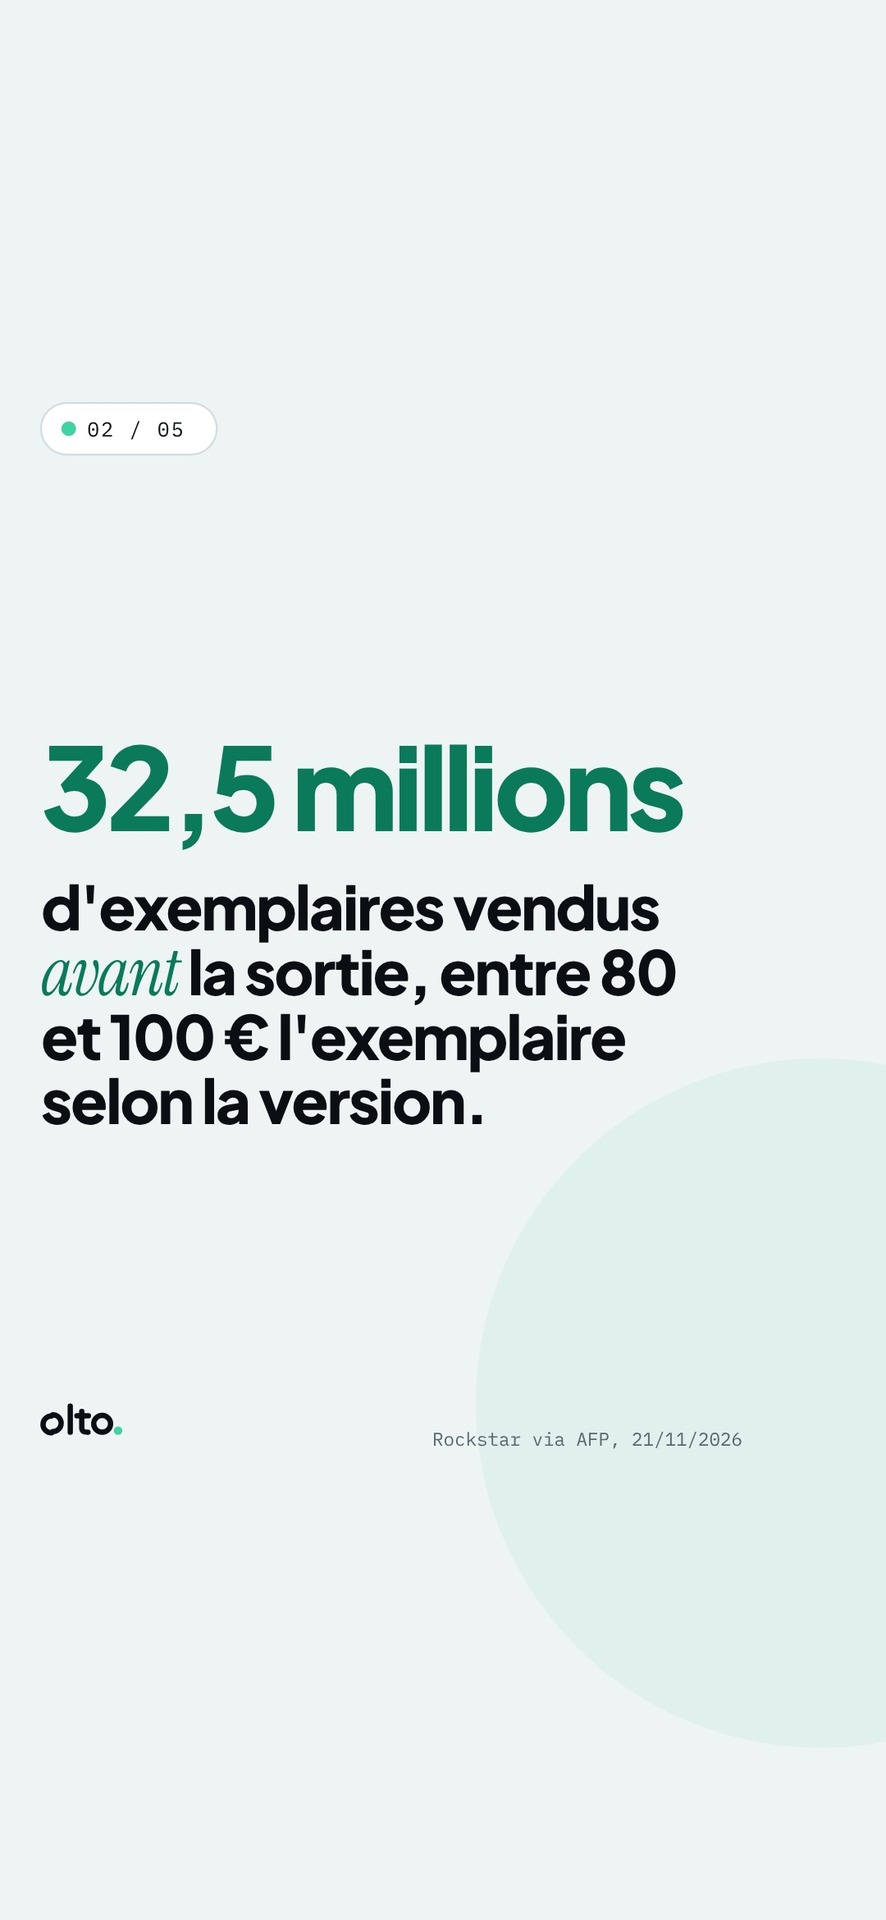 02 / 05
32,5 millions
d'exemplaires vendus
avant la sortie, entre 80
et 100 € l'exemplaire
selon la version.
olto.
Rockstar via AFP, 21/11/2026